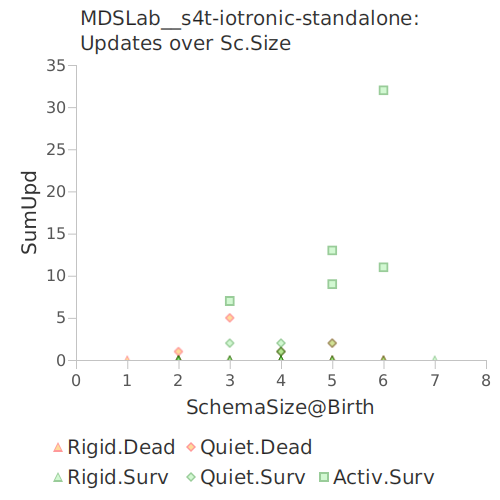 MDSLab__s4t-iotronic-standalone:
Updates over Sc.Size
35
30
25
20
15
10
5
0
SumUpd
0 1 2 3 4 5 6 7 8
SchemaSize@Birth
Rigid.Dead Quiet.Dead
Rigid.Surv Quiet.Surv Activ.Surv